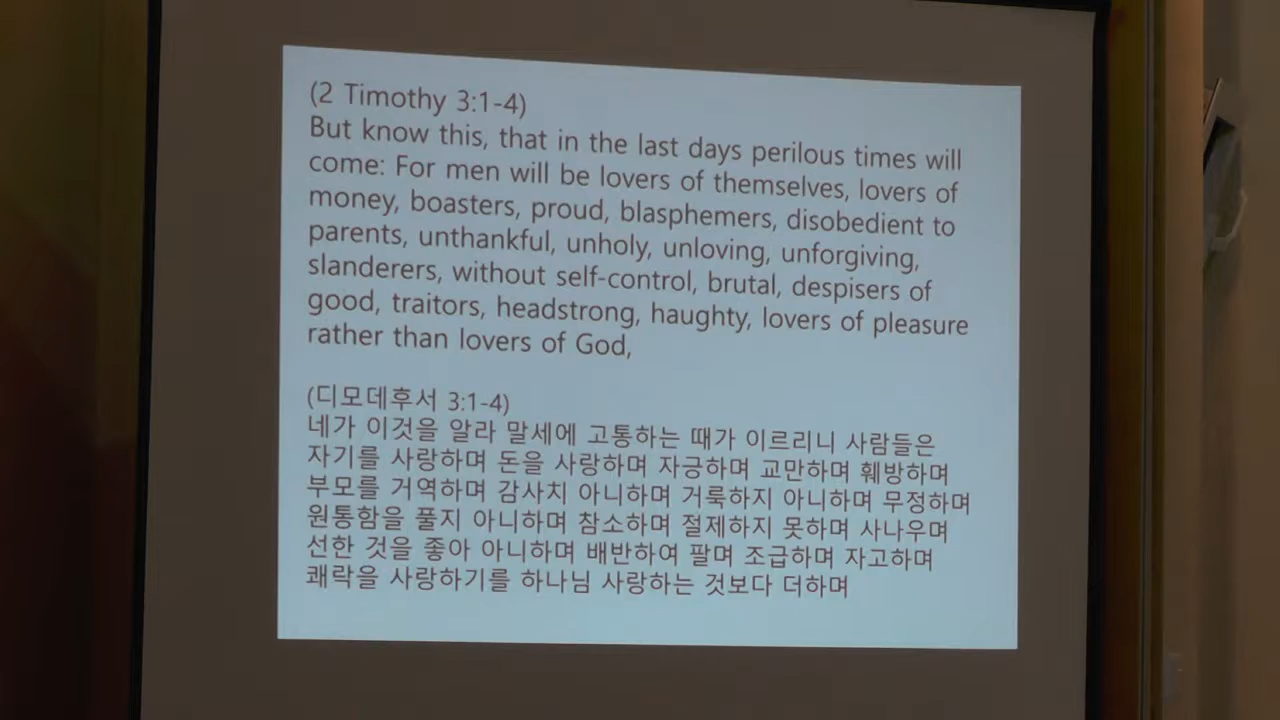 (2 Timothy 3:1-4)
But know this, that in the last days perilous times will
come: For men will be lovers of themselves, lovers of
money, boasters, proud, blasphemers, disobedient to
parents, unthankful, unholy, unloving, unforgiving,
slanderers, without self-control, brutal, despisers of
good, traitors, headstrong, haughty, lovers of pleasure
rather than lovers of God,
(디모데후서 3:1-4)
네가 이것을 알라 말세에 고통하는 때가 이르리니 사람들은
자기를 사랑하며 돈을 사랑하며 자긍하며 교만하며 훼방하며
부모를 거역하며 감사치 아니하며 거룩하지 아니하며 무정하며
원통함을 풀지 아니하며 참소하며 절제하지 못하며 사나우며
선한 것을 좋아 아니하며 배반하여 팔며 조급하며 자고하며
쾌락을 사랑하기를 하나님 사랑하는 것보다 더하며